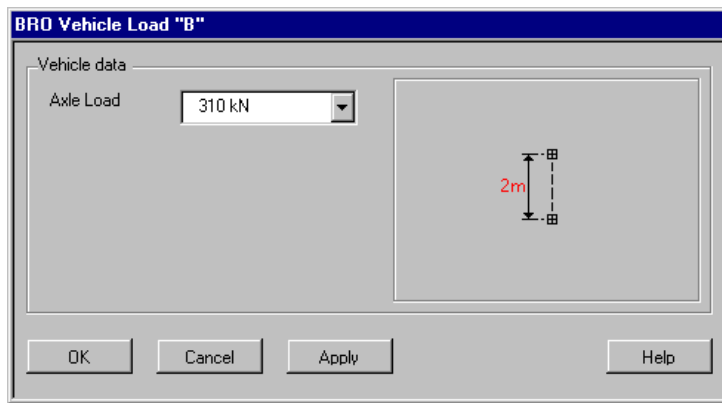 BRO Vehicle Load "B"
Vehicle data
Axle Load
310 kN
2m
OK
Cancel
Apply
Help